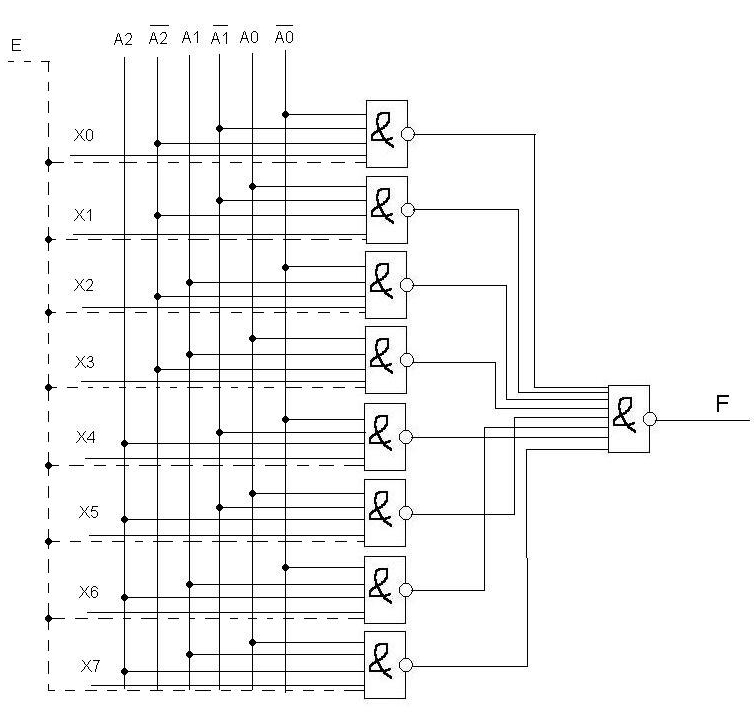 E
A2 A̅2̅ A1 A̅1̅ A0 A̅0̅
X0 &
X1 &
X2 &
X3 &
F
&
X4 &
X5 &
X6 &
X7 &